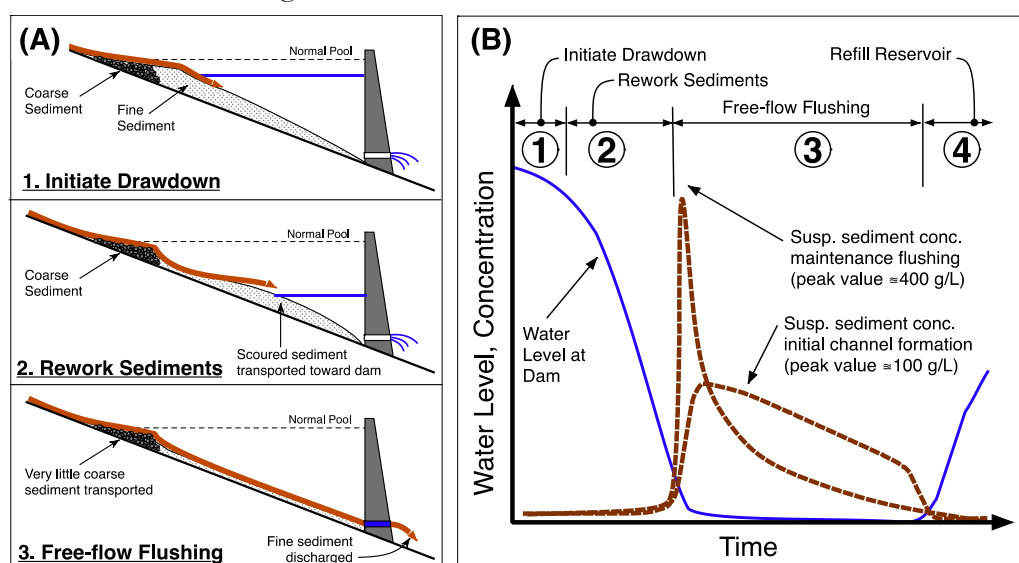 (A)
Normal Pool
Coarse
Sediment
Fine
Sediment
1. Initiate Drawdown
Normal Pool
Coarse
Sediment
Scoured sediment
transported toward dam
2. Rework Sediments
Normal Pool
Very little coarse
sediment transported
Fine sediment
discharged
3. Free-flow Flushing
(B)
Initiate Drawdown
Rework Sediments
Refill Reservoir
Free-flow Flushing
1 2 3 4
Susp. sediment conc.
maintenance flushing
(peak value ≅400 g/L)
Water
Level at
Dam
Susp. sediment conc.
initial channel formation
(peak value ≅100 g/L)
Water Level, Concentration
Time